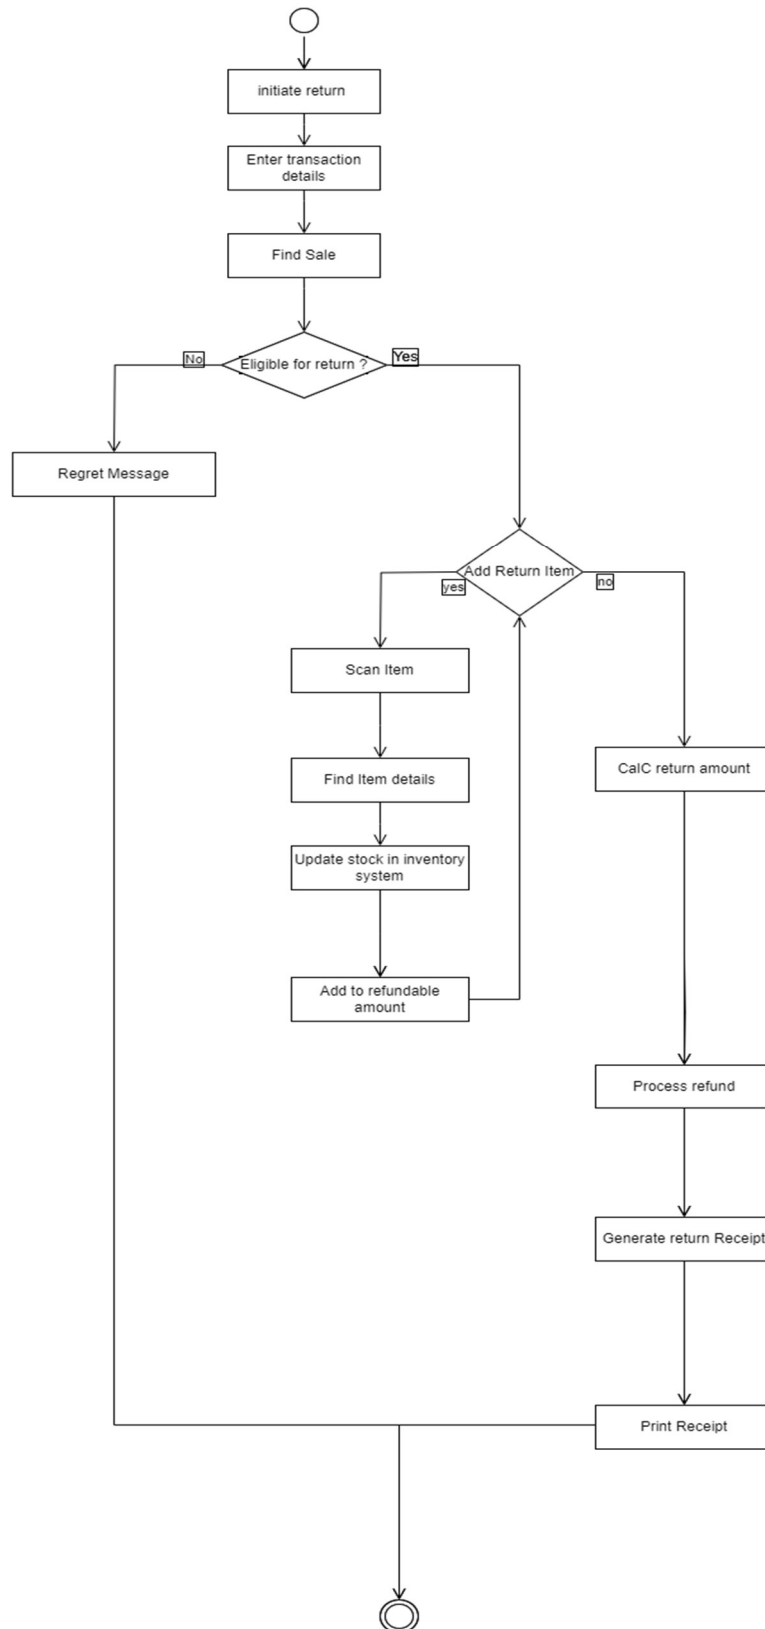 initiate return
Enter transaction
details
Find Sale
No
Eligible for return ?
Yes
Regret Message
Add Return Item
yes
no
Scan Item
Find Item details
CalC return amount
Update stock in inventory
system
Add to refundable
amount
Process refund
Generate return Receipt
Print Receipt